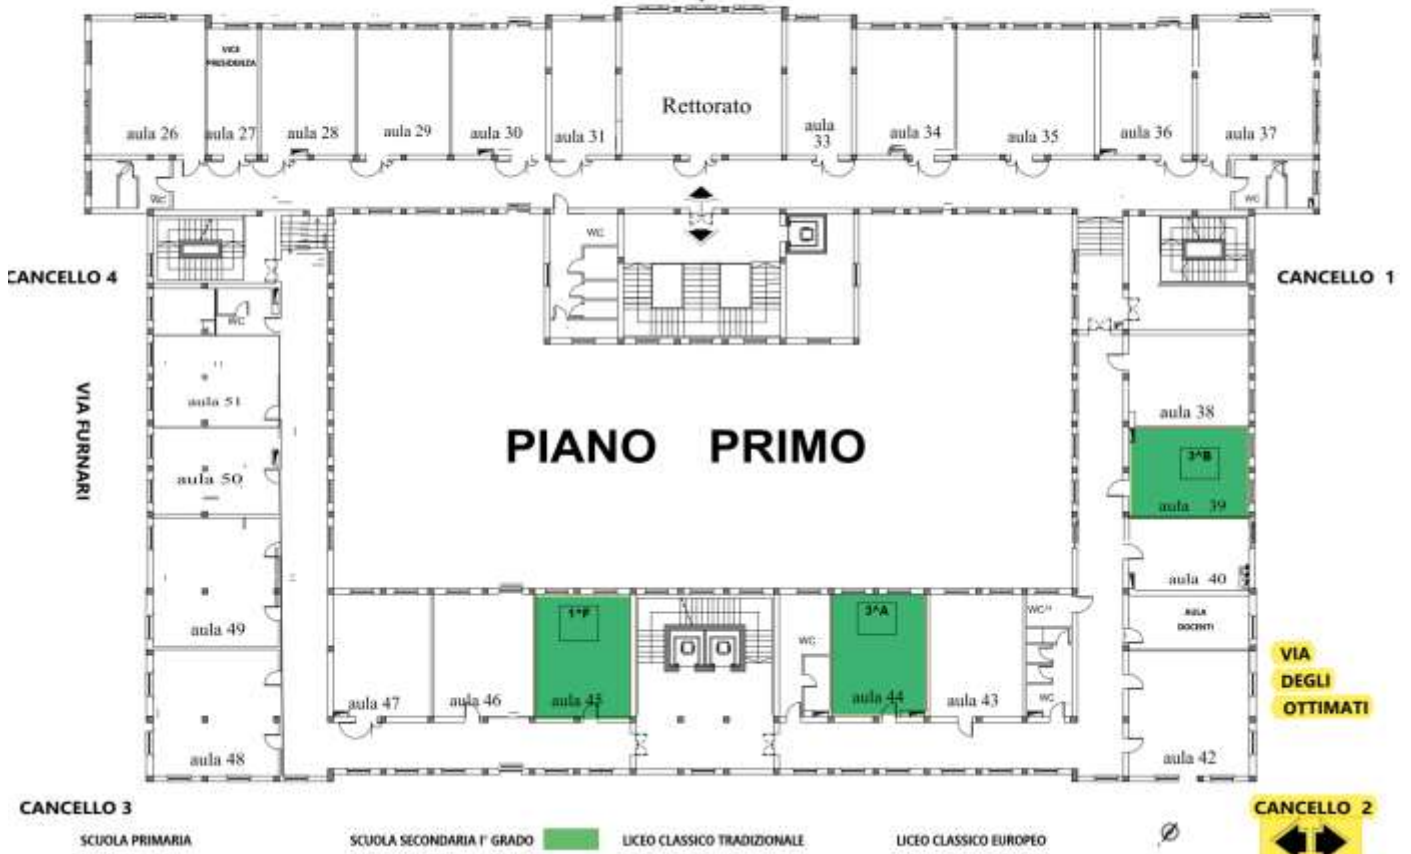 VICE
PRESIDENZA
Rettorato
aula 26
aula 27
aula 28
aula 29
aula 30
aula 31
aula
33
aula 34
aula 35
aula 36
aula 37
WC
WC
WC
CANCELLO 4
CANCELLO 1
WC
VIA FURNARI
aula 51
aula 38
PIANO PRIMO
3^B
aula 50
aula 39
aula 40
1^F
3^A
WC
AULA
DOCENTI
aula 49
WC
VIA
DEGLI
OTTIMATI
aula 47
aula 46
aula 45
aula 44
aula 43
WC
aula 48
aula 42
CANCELLO 3
CANCELLO 2
SCUOLA PRIMARIA
SCUOLA SECONDARIA I° GRADO
LICEO CLASSICO TRADIZIONALE
LICEO CLASSICO EUROPEO